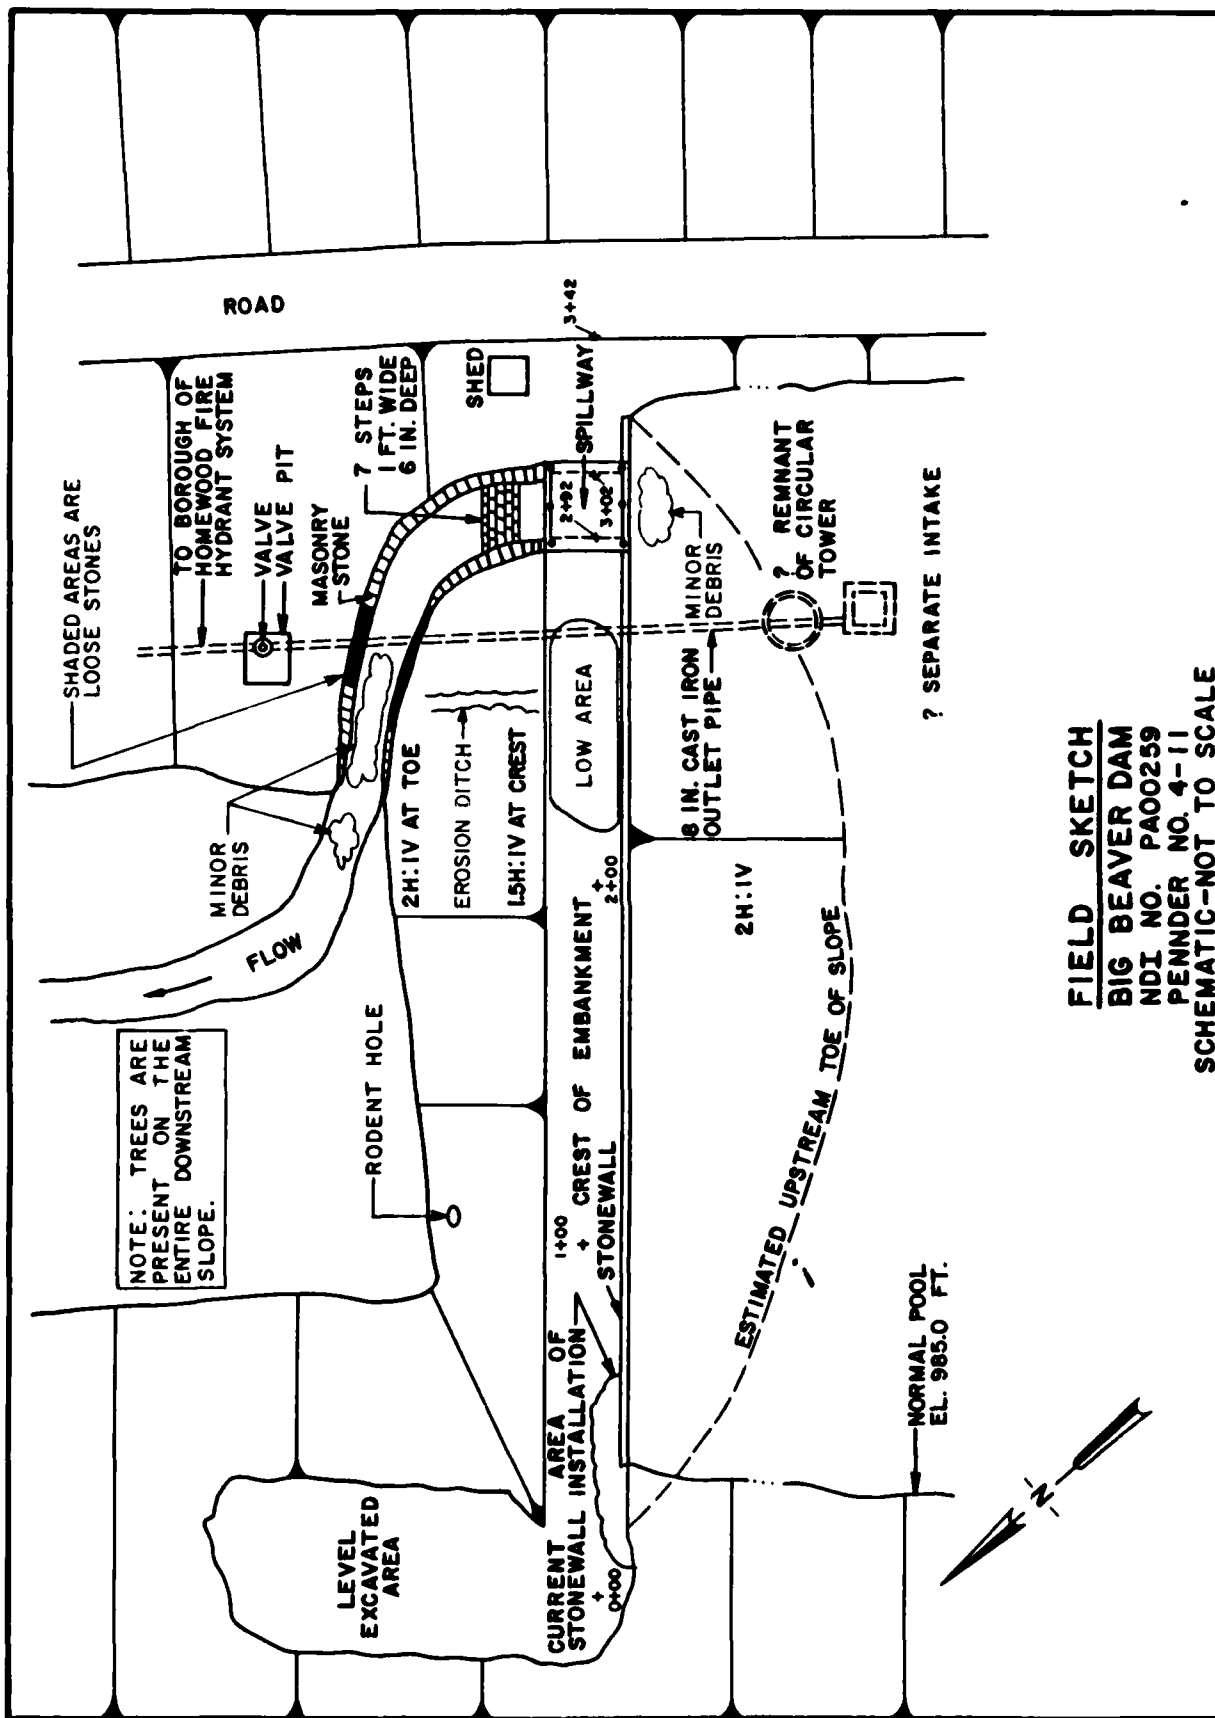 ROAD
TO BOROUGH OF
HOMEWOOD FIRE
HYDRANT SYSTEM
7 STEPS
1 FT. WIDE
6 IN. DEEP
SHED
3+42
SPILLWAY
2+92
3+02
SHADED AREAS ARE
LOOSE STONES
VALVE
VALVE PIT
MASONRY
STONE
MINOR
DEBRIS
? REMNANT
OF CIRCULAR
TOWER
? SEPARATE INTAKE
MINOR
DEBRIS
FLOW
2H:1V AT TOE
EROSION DITCH
1.5H:1V AT CREST
LOW AREA
8 IN. CAST IRON
OUTLET PIPE
NOTE: TREES ARE
PRESENT ON THE
ENTIRE DOWNSTREAM
SLOPE.
RODENT HOLE
+
2+00
CREST OF EMBANKMENT
1+00
+
STONEWALL
2H:1V
ESTIMATED UPSTREAM TOE OF SLOPE
LEVEL
EXCAVATED
AREA
CURRENT AREA OF
STONEWALL INSTALLATION
+
0+00
NORMAL POOL
EL. 985.0 FT.
N
FIELD SKETCH
BIG BEAVER DAM
NDI NO. PA00259
PENNDER NO. 4-11
SCHEMATIC-NOT TO SCALE